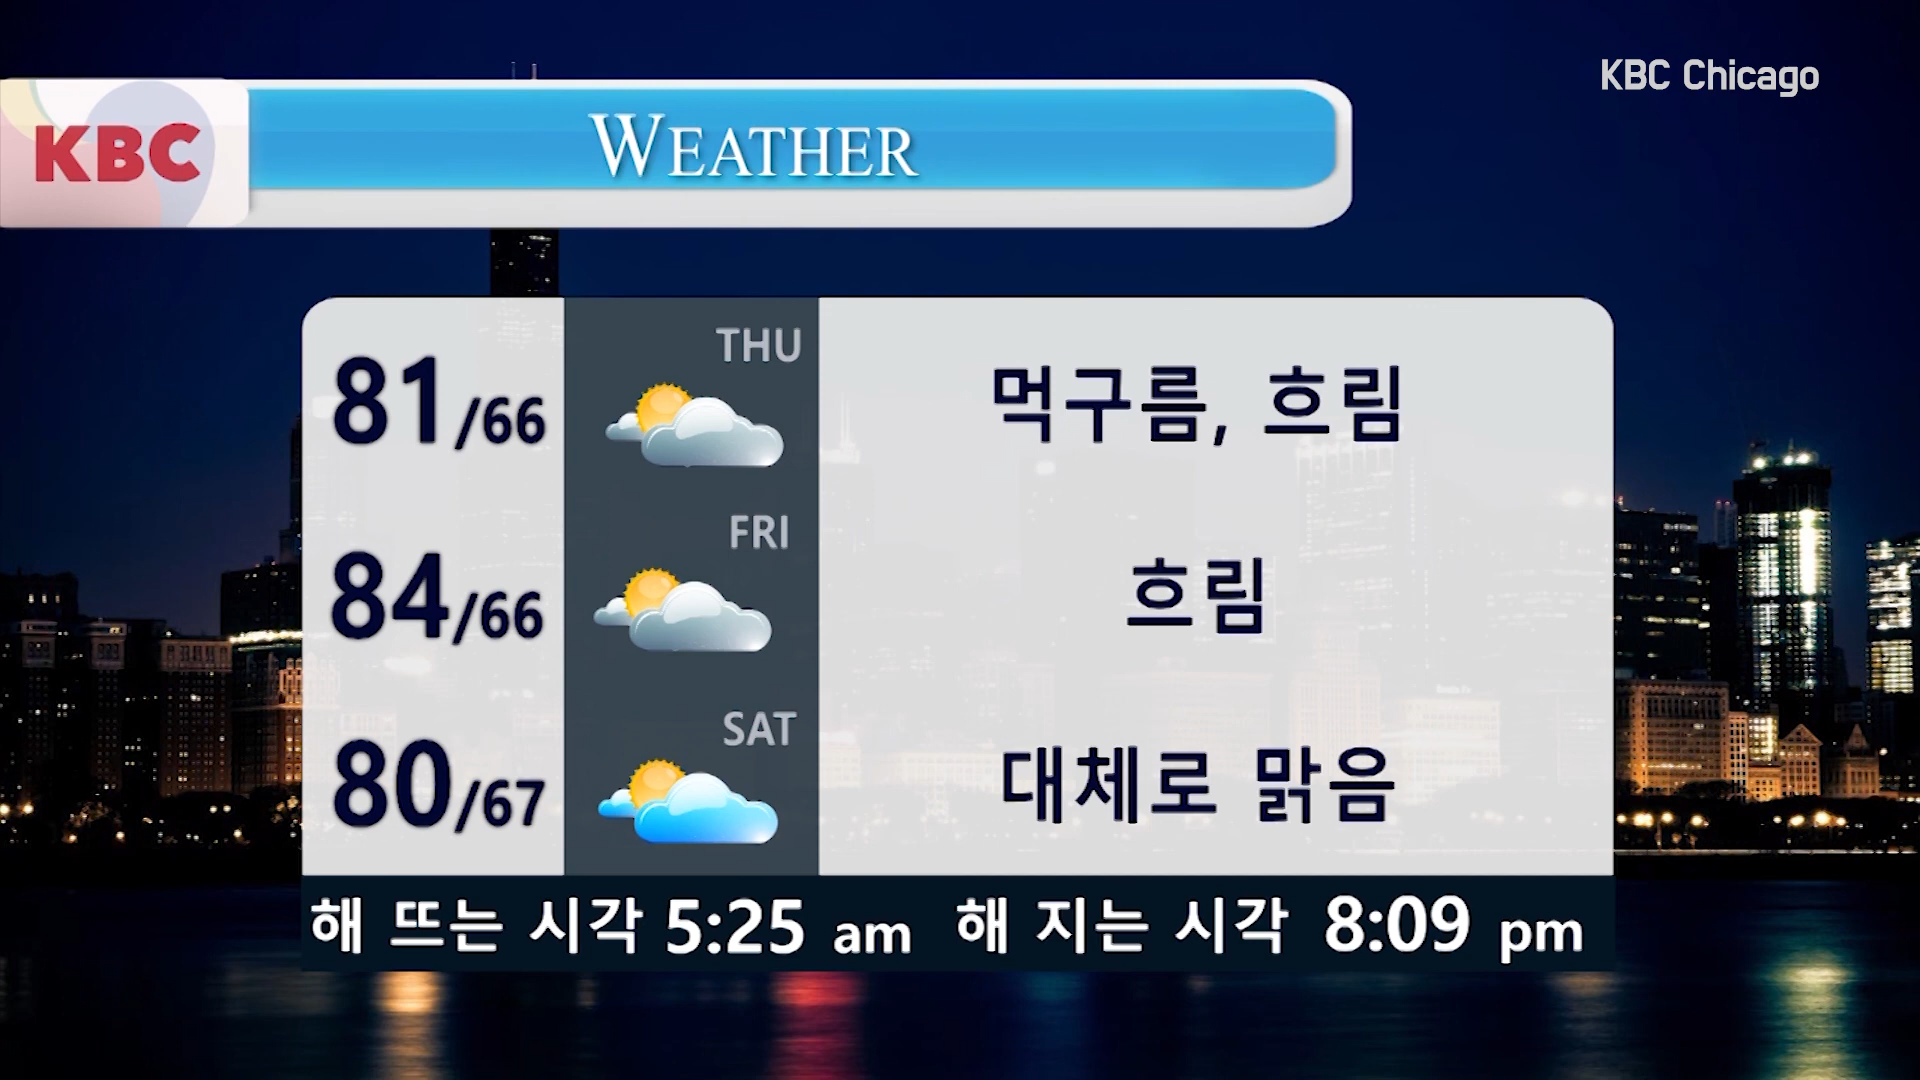 KBC Chicago
KBC
WEATHER
81/66
THU
먹구름, 흐림
84/66
FRI
흐림
80/67
SAT
대체로 맑음
해 뜨는 시각 5:25 am 해 지는 시각 8:09 pm